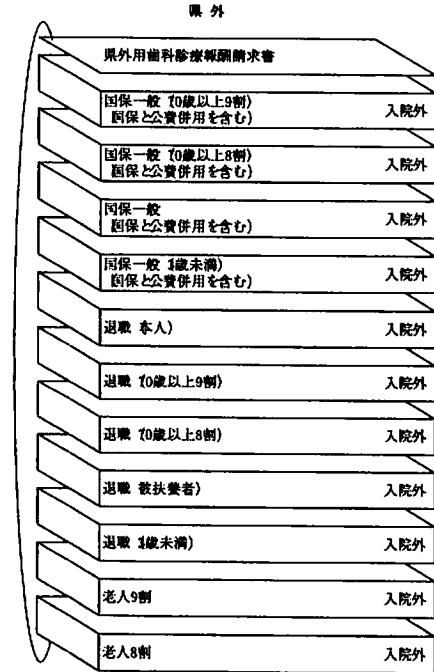 県 外
県外用歯科診療報酬請求書
国保一般 (70歳以上9割)
(国保と公費併用を含む)
入院外
国保一般 (70歳以上8割)
(国保と公費併用を含む)
入院外
国保一般
(国保と公費併用を含む)
入院外
国保一般 (3歳未満)
(国保と公費併用を含む)
入院外
退職 (本人)
入院外
退職 (70歳以上9割)
入院外
退職 (70歳以上8割)
入院外
退職 (被扶養者)
入院外
退職 (3歳未満)
入院外
老人9割
入院外
老人8割
入院外